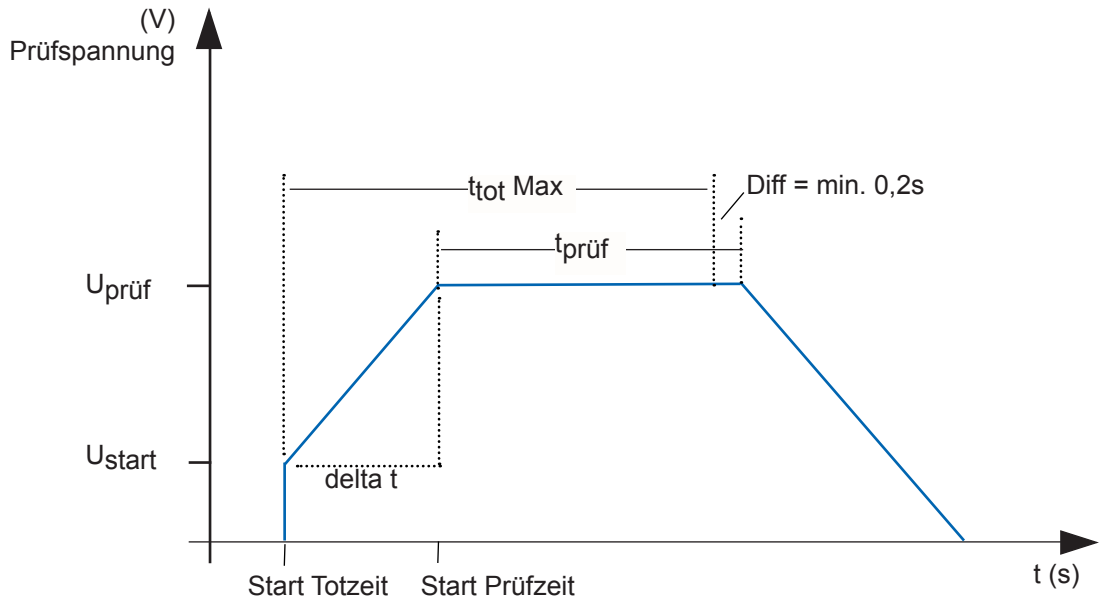 (V)
Prüfspannung
ttot Max
Diff = min. 0,2s
tprüf
Uprüf
Ustart
delta t
t (s)
Start Totzeit
Start Prüfzeit